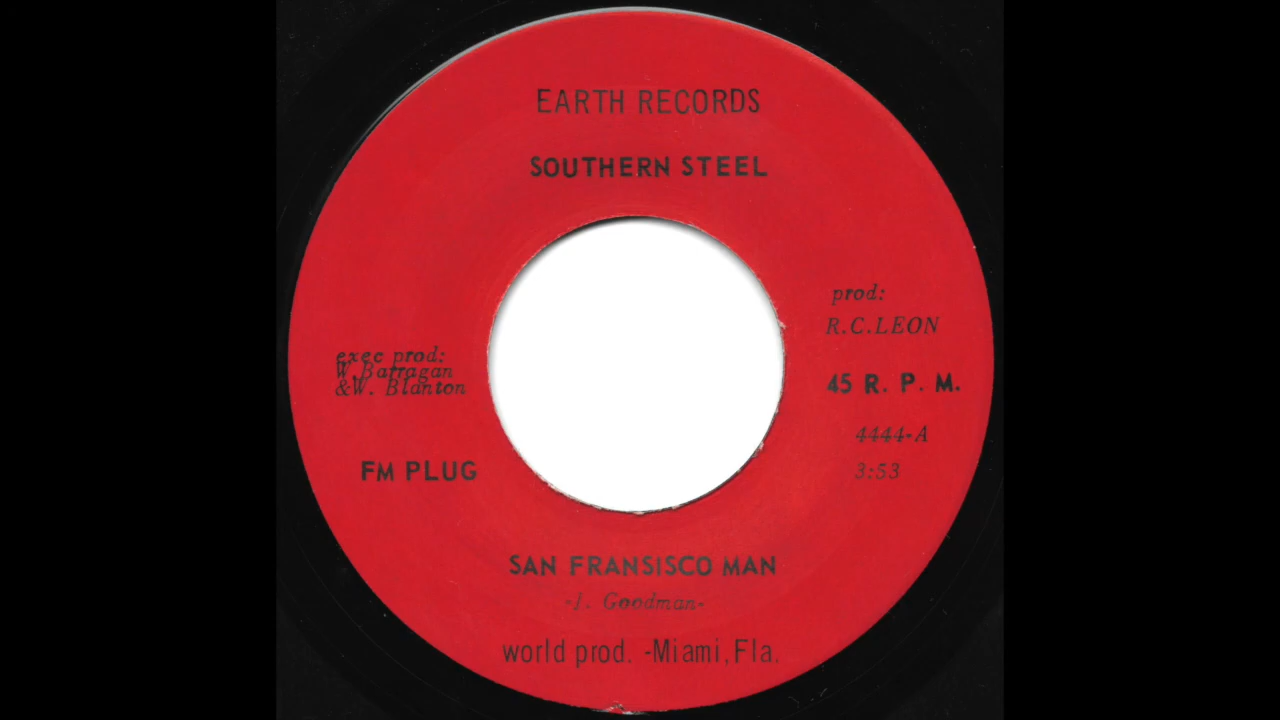 EARTH RECORDS
SOUTHERN STEEL
prod:
R.C.LEON
exec prod:
W.Barragan
&W. Blanton
45 R. P. M.
4444-A
3:53
FM PLUG
SAN FRANSISCO MAN
-J. Goodman-
world prod. -Miami,Fla.